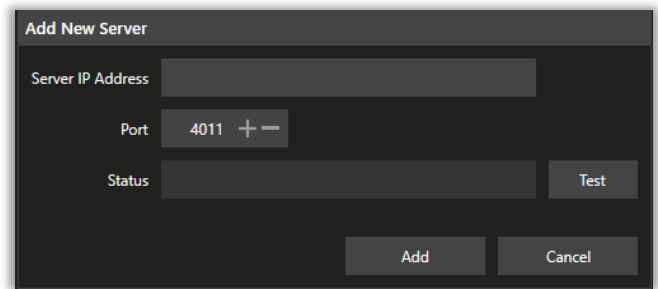 Add New Server
Server IP Address
Port 4011
Status Test
Add Cancel